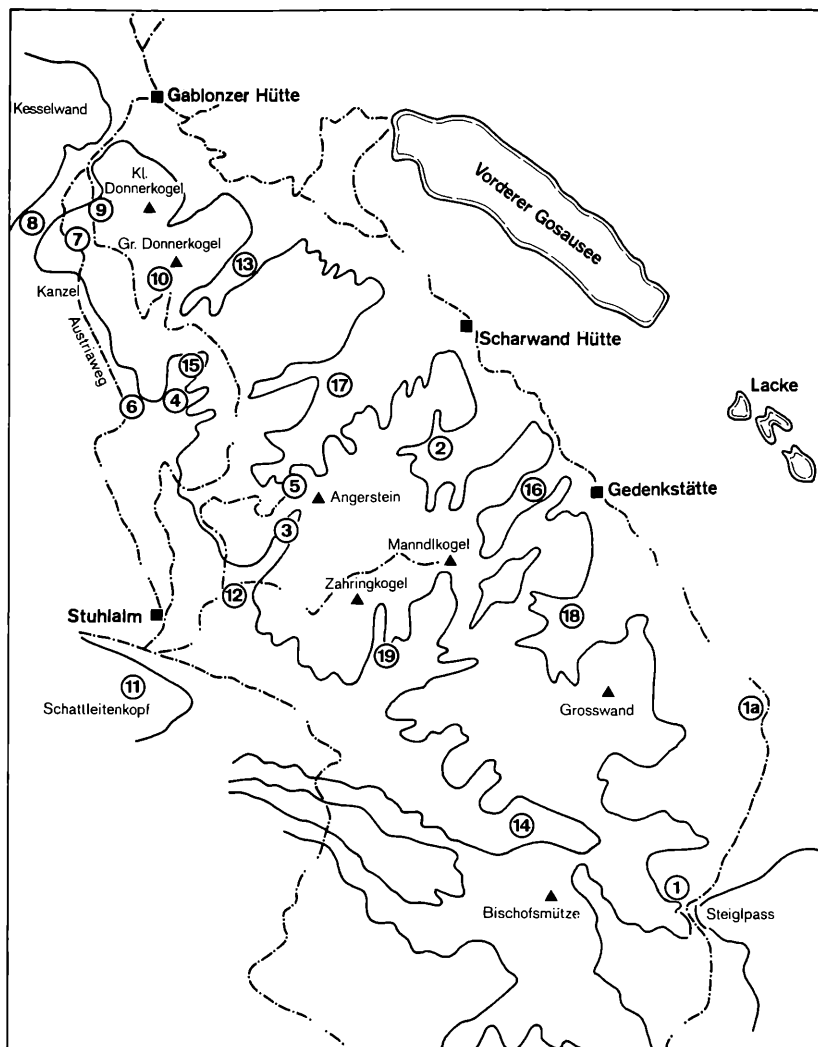 Gablonzer Hütte
Kesselwand
Kl.
Donnerkogel
Vorderer Gosausee
8
9
7
Gr. Donnerkogel
10
13
Kanzel
Austriaweg
Scharwand Hütte
15
17
Lacke
6
4
2
5
Angerstein
16
Gedenkstätte
3
Manndlkogel
12
Zahringkogel
Stuhlalm
18
19
11
Schattleitenkopf
Grosswand
1a
14
1
Bischofsmütze
Steiglpass